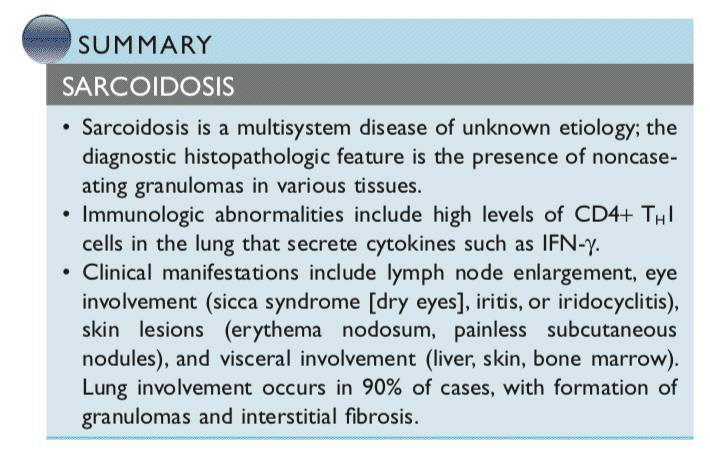 SUMMARY
SARCOIDOSIS
• Sarcoidosis is a multisystem disease of unknown etiology; the
diagnostic histopathologic feature is the presence of noncase-
ating granulomas in various tissues.
• Immunologic abnormalities include high levels of CD4+ TH1
cells in the lung that secrete cytokines such as IFN-γ.
• Clinical manifestations include lymph node enlargement, eye
involvement (sicca syndrome [dry eyes], iritis, or iridocyclitis),
skin lesions (erythema nodosum, painless subcutaneous
nodules), and visceral involvement (liver, skin, bone marrow).
Lung involvement occurs in 90% of cases, with formation of
granulomas and interstitial fibrosis.